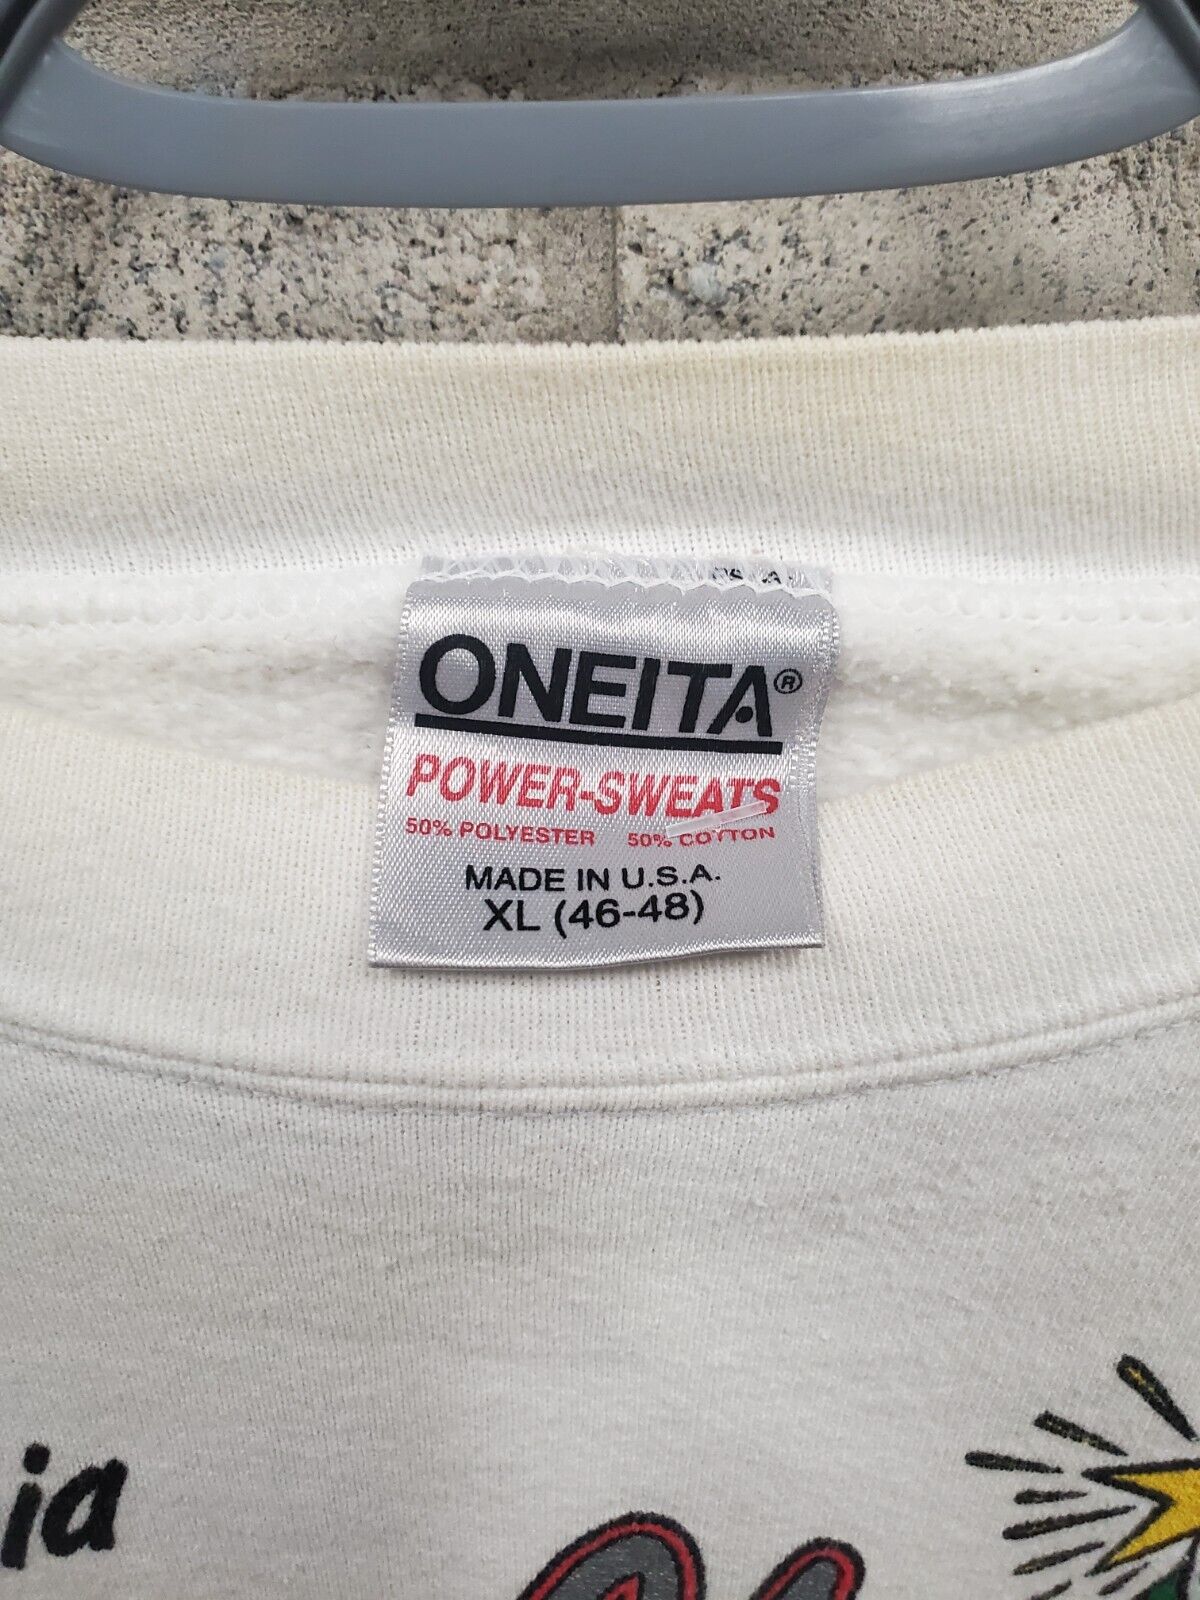 ONEITA®
POWER-SWEATS
50% POLYESTER 50% COTTON
MADE IN U.S.A.
XL (46-48)
ia